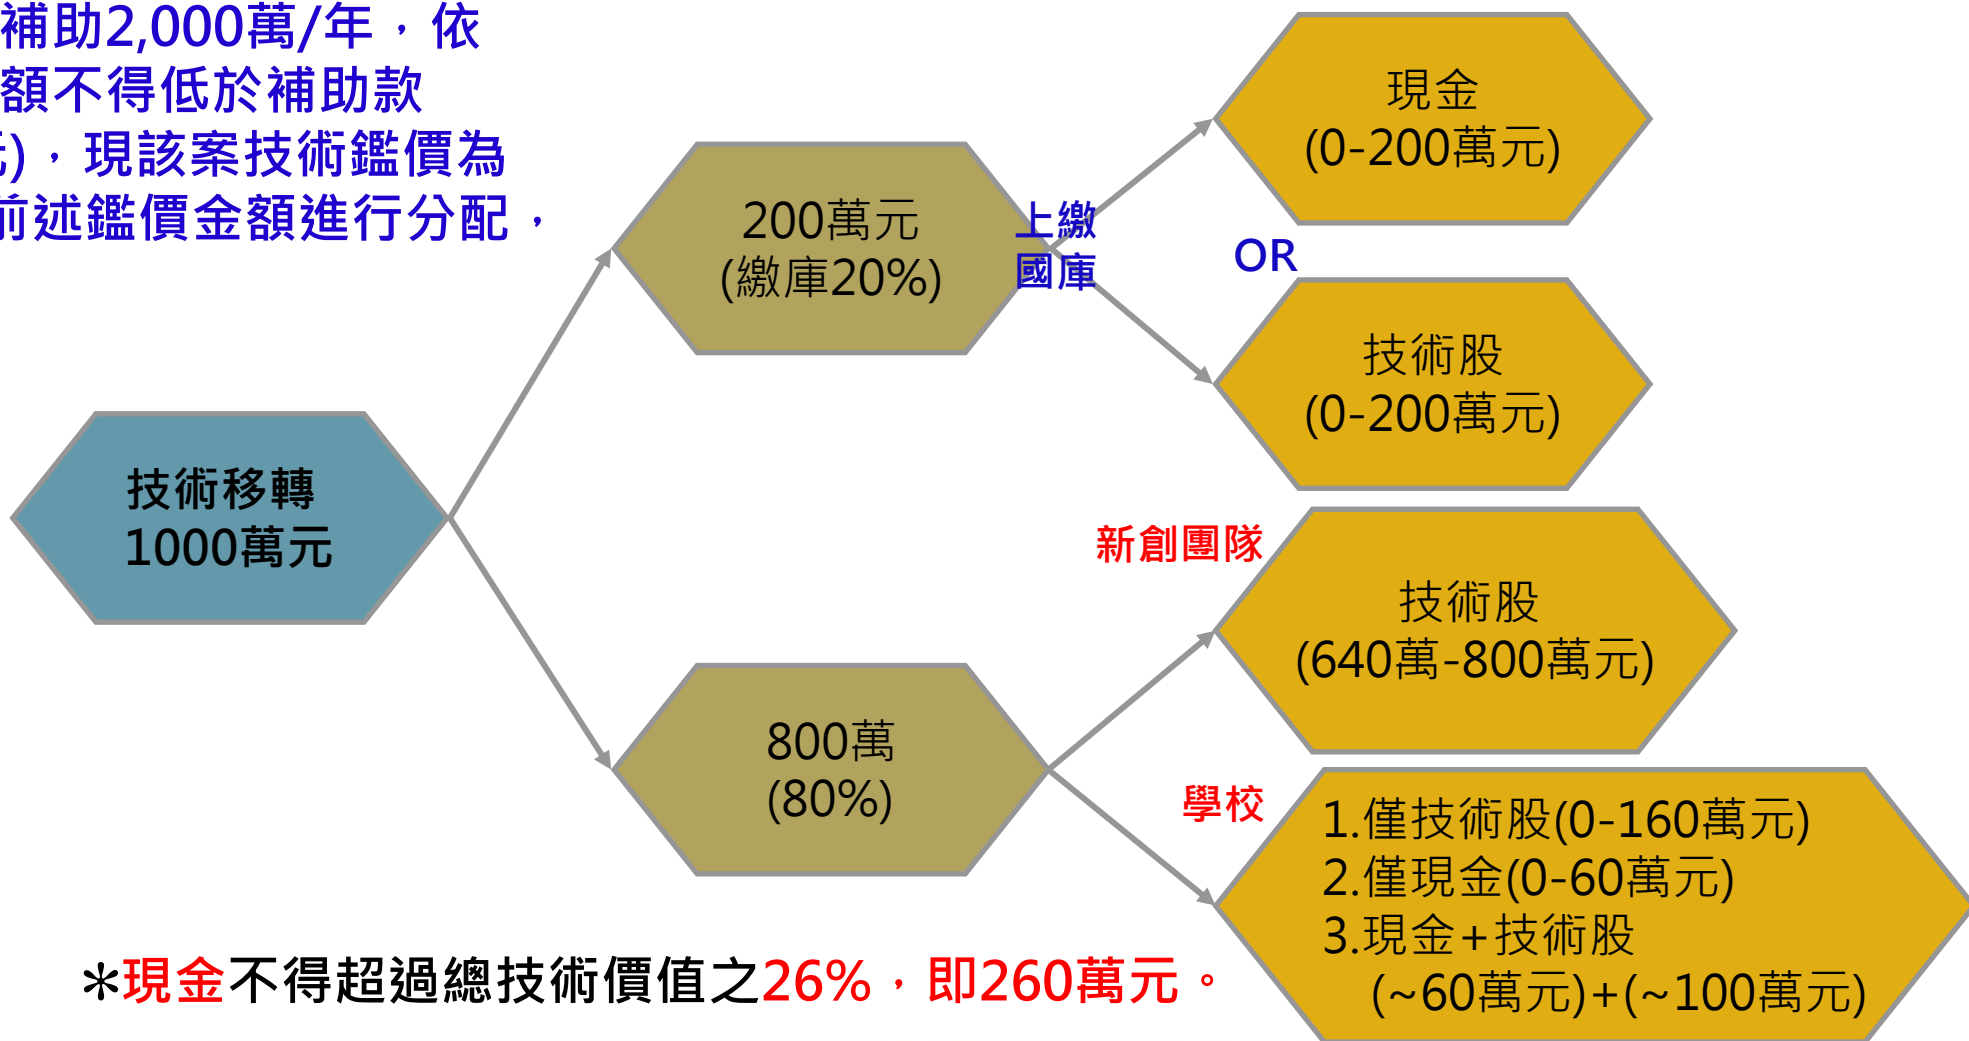 補助2,000萬/年，依
額不得低於補助款
元)，現該案技術鑑價為
前述鑑價金額進行分配，
現金
(0-200萬元)
200萬元
(繳庫20%)
上繳
國庫
OR
技術股
(0-200萬元)
技術移轉
1000萬元
新創團隊
技術股
(640萬-800萬元)
800萬
(80%)
學校
1.僅技術股(0-160萬元)
2.僅現金(0-60萬元)
3.現金+技術股
(~60萬元)+(~100萬元)
＊現金不得超過總技術價值之26%，即260萬元。